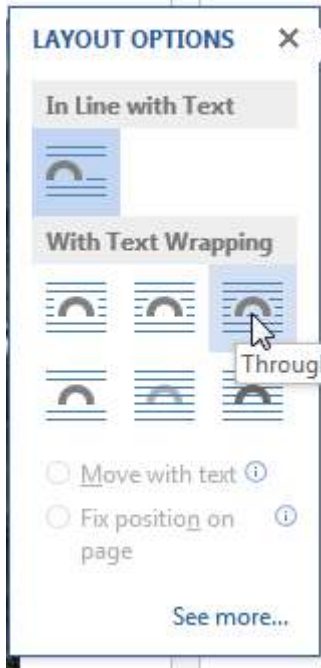 LAYOUT OPTIONS
In Line with Text
With Text Wrapping
Throug
Move with text
Fix position on
page
See more...